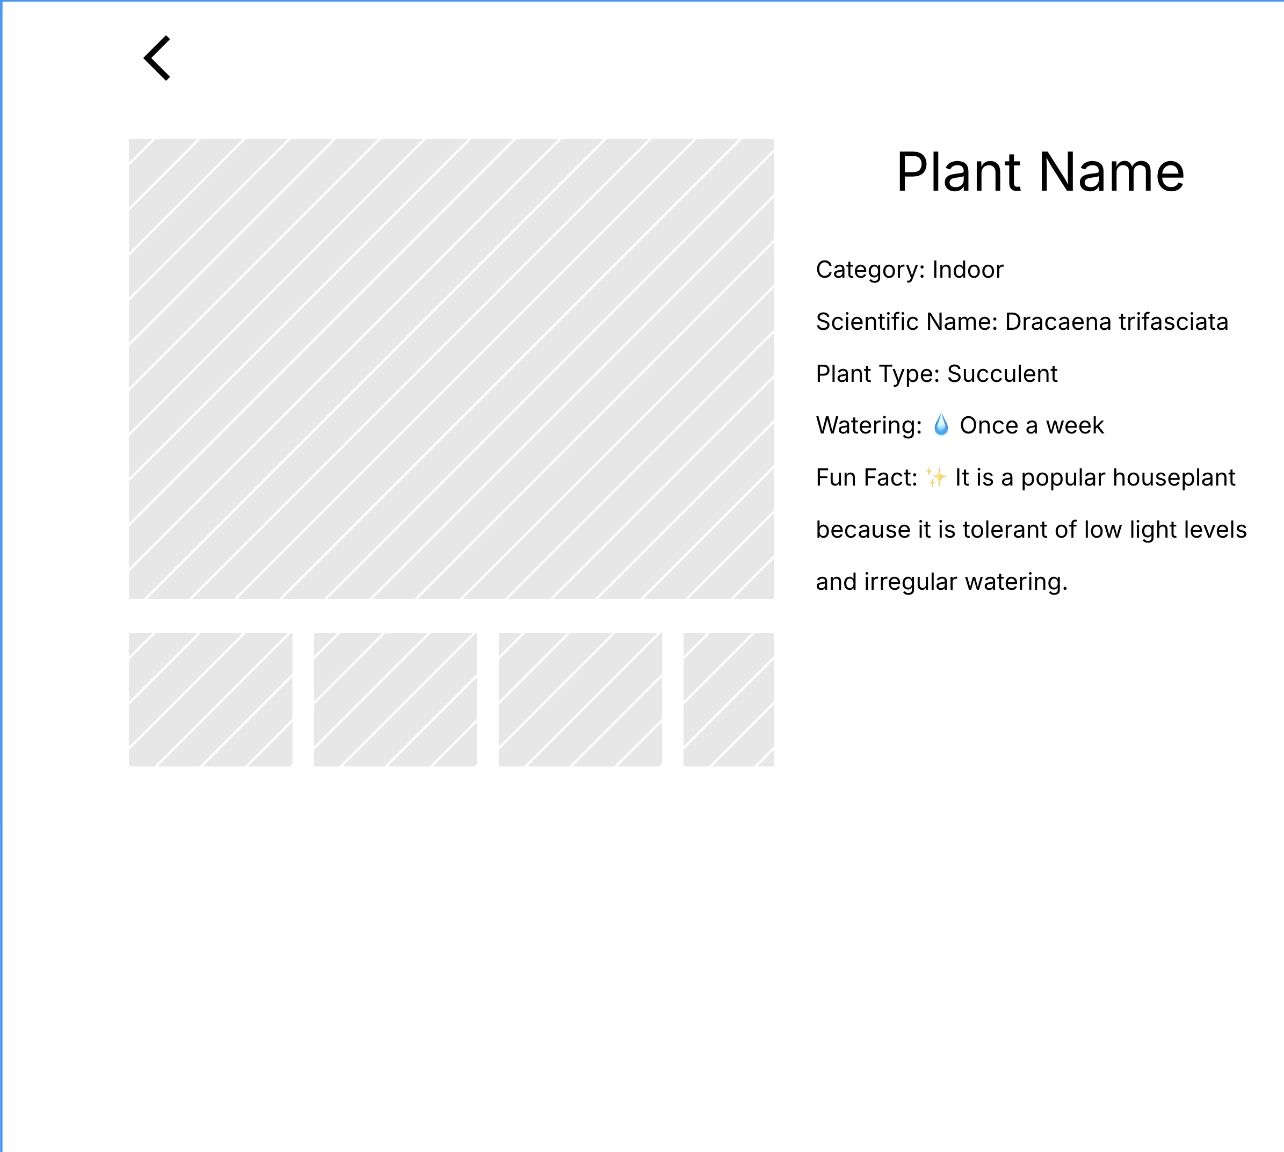 Plant Name
Category: Indoor
Scientific Name: Dracaena trifasciata
Plant Type: Succulent
Watering: 💧 Once a week
Fun Fact: ✨ It is a popular houseplant
because it is tolerant of low light levels
and irregular watering.